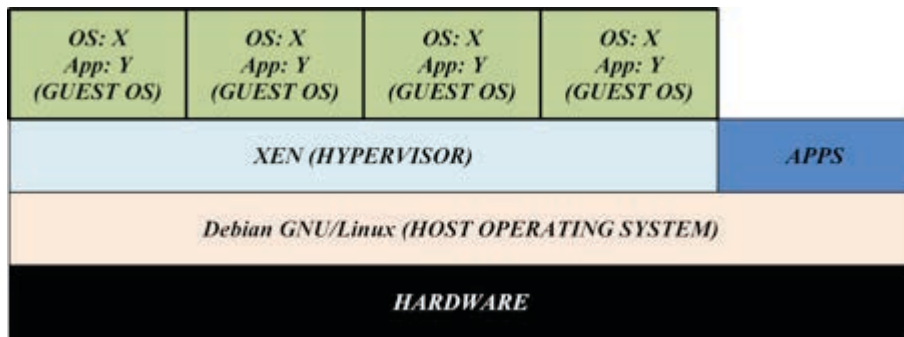 OS: X
App: Y
(GUEST OS)
OS: X
App: Y
(GUEST OS)
OS: X
App: Y
(GUEST OS)
OS: X
App: Y
(GUEST OS)
XEN (HYPERVISOR)
APPS
Debian GNU/Linux (HOST OPERATING SYSTEM)
HARDWARE